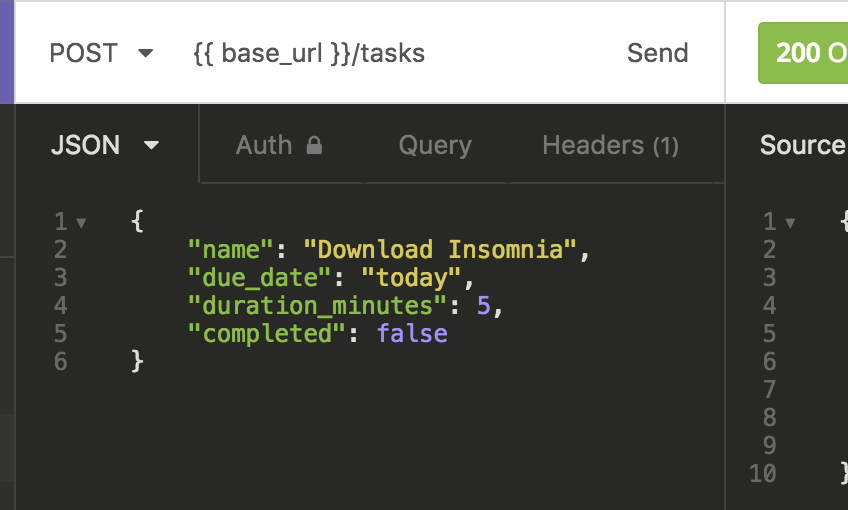 POST {{ base_url }}/tasks Send 200 O
JSON Auth Query Headers (1) Source
1 {
2 "name": "Download Insomnia",
3 "due_date": "today",
4 "duration_minutes": 5,
5 "completed": false
6 }
1 {
2
3
4
5
6
7
8
9
10 }